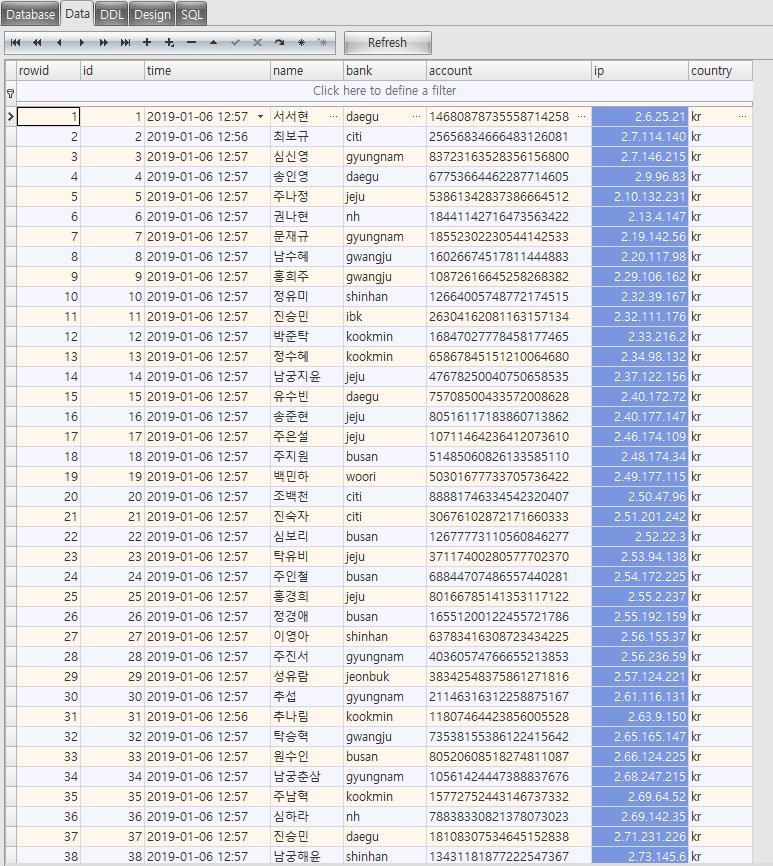 Database Data DDL Design SQL
Refresh
rowid id time name bank account ip country
Click here to define a filter
1 1 2019-01-06 12:57 서서현 ... daegu ... 14680878735558714258 ... 2.6.25.21 kr ...
2 2 2019-01-06 12:56 최보규 citi 25656834666483126081 2.7.114.140 kr
3 3 2019-01-06 12:57 심신영 gyungnam 83723163528356156800 2.7.146.215 kr
4 4 2019-01-06 12:57 송인영 daegu 67753664462287714605 2.9.96.83 kr
5 5 2019-01-06 12:57 주나정 jeju 53861342837386664512 2.10.132.231 kr
6 6 2019-01-06 12:57 권나현 nh 18441142716473563422 2.13.4.147 kr
7 7 2019-01-06 12:57 문재규 gyungnam 18552302230544142533 2.19.142.56 kr
8 8 2019-01-06 12:57 남수혜 gwangju 16026674517811444883 2.20.117.98 kr
9 9 2019-01-06 12:57 홍희주 gwangju 10872616645258268382 2.29.106.162 kr
10 10 2019-01-06 12:57 정유미 shinhan 12664005748772174515 2.32.39.167 kr
11 11 2019-01-06 12:57 진승민 ibk 26304162081163157134 2.32.111.176 kr
12 12 2019-01-06 12:57 박준탁 kookmin 16847027778458177465 2.33.216.2 kr
13 13 2019-01-06 12:57 정수혜 kookmin 65867845151210064680 2.34.98.132 kr
14 14 2019-01-06 12:57 남궁지윤 jeju 47678250040750658535 2.37.122.156 kr
15 15 2019-01-06 12:57 유수빈 daegu 75708500433572008628 2.40.172.72 kr
16 16 2019-01-06 12:57 송준현 jeju 80516117183860713862 2.40.177.147 kr
17 17 2019-01-06 12:57 주은설 jeju 10711464236412073610 2.46.174.109 kr
18 18 2019-01-06 12:57 주지원 busan 51485060826133585110 2.48.174.34 kr
19 19 2019-01-06 12:57 백민하 woori 50301677733705736422 2.49.177.115 kr
20 20 2019-01-06 12:57 조백천 citi 88881746334542320407 2.50.47.96 kr
21 21 2019-01-06 12:57 진숙자 citi 30676102872171660333 2.51.201.242 kr
22 22 2019-01-06 12:57 심보리 busan 12677773110560846277 2.52.22.3 kr
23 23 2019-01-06 12:57 탁유비 jeju 37117400280577702370 2.53.94.138 kr
24 24 2019-01-06 12:57 주인철 busan 68844707486557440281 2.54.172.225 kr
25 25 2019-01-06 12:57 홍경희 jeju 80166785141353117122 2.55.2.237 kr
26 26 2019-01-06 12:57 정경애 busan 16551200122455721786 2.55.192.159 kr
27 27 2019-01-06 12:57 이영아 shinhan 63783416308723434225 2.56.155.37 kr
28 28 2019-01-06 12:57 주진서 gyungnam 40360574766655213853 2.56.236.59 kr
29 29 2019-01-06 12:57 성유람 jeonbuk 38342548375861271816 2.57.124.221 kr
30 30 2019-01-06 12:57 추섭 gyungnam 21146316312258875167 2.61.116.131 kr
31 31 2019-01-06 12:56 추나림 kookmin 11807464423856005528 2.63.9.150 kr
32 32 2019-01-06 12:57 탁승혁 gwangju 73538155386122415642 2.65.165.147 kr
33 33 2019-01-06 12:57 원수인 busan 80520608518274811087 2.66.124.225 kr
34 34 2019-01-06 12:57 남궁춘삼 gyungnam 10561424447388837676 2.68.247.215 kr
35 35 2019-01-06 12:57 주남혁 kookmin 15772752443146737332 2.69.64.52 kr
36 36 2019-01-06 12:57 심하라 nh 78838330821378073023 2.69.142.35 kr
37 37 2019-01-06 12:57 진승민 daegu 18108307534645152838 2.71.231.226 kr
38 38 2019-01-06 12:57 남궁해윤 shinhan 13431181877222547367 2.73.145.6 kr